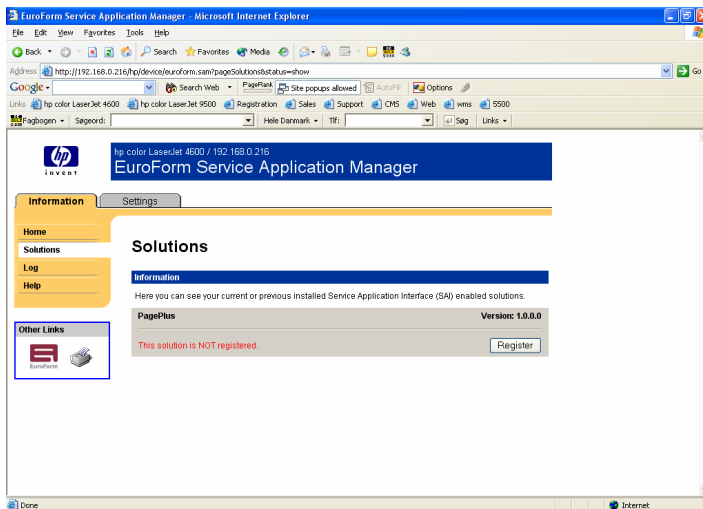 EuroForm Service Application Manager - Microsoft Internet Explorer
File Edit View Favorites Tools Help
Back Search Favorites Media
Address http://192.168.0.216/hp/device/euroform.sam?page=Solutions&status=show Go
Google Search Web PageRank Site popups allowed AutoFill Options
Links hp color LaserJet 4600 hp color LaserJet 9500 Registration Sales Support CMS Web wms 5500
Fagbogen Søgeord: Hele Danmark Tlf: Søg Links
hp
invent
hp color LaserJet 4600 / 192.168.0.216
EuroForm Service Application Manager
Information Settings
Home
Solutions
Log
Help
Other Links
EuroForm
Solutions
Information
Here you can see your current or previous installed Service Application Interface (SAI) enabled solutions.
PagePlus Version: 1.0.0.0
This solution is NOT registered. Register
Done Internet